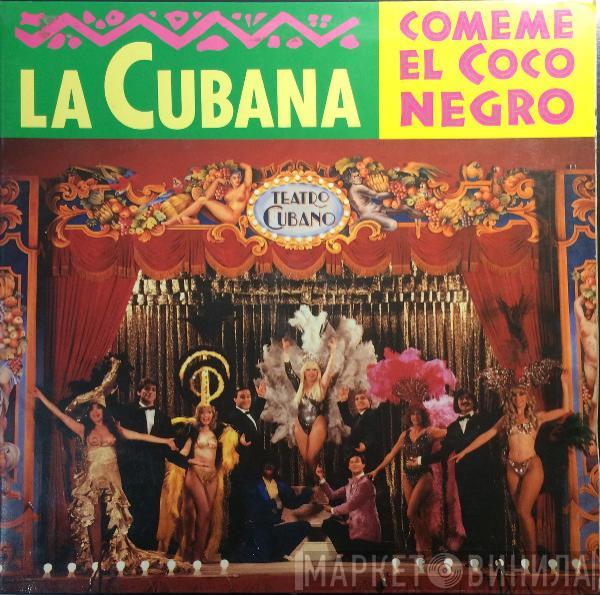 LA CUBANA
COMEME
EL COCO
NEGRO
TEATRO
CUBANO
МАРКЕТ ВИНИЛА